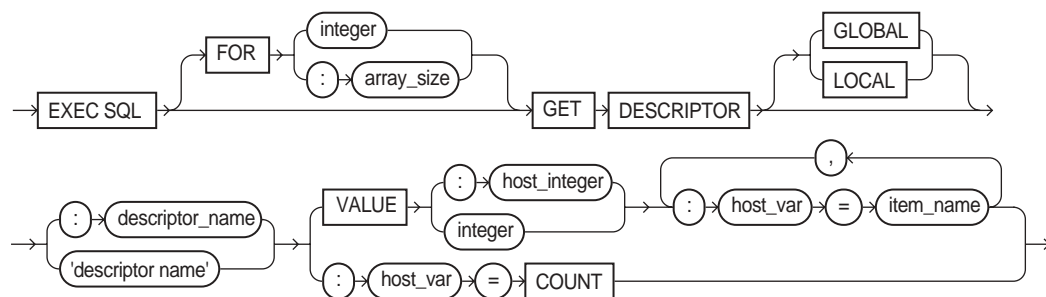 integer GLOBAL
FOR : array_size LOCAL
EXEC SQL GET DESCRIPTOR
,
: descriptor_name VALUE : host_integer : host_var = item_name
'descriptor name' integer
: host_var = COUNT